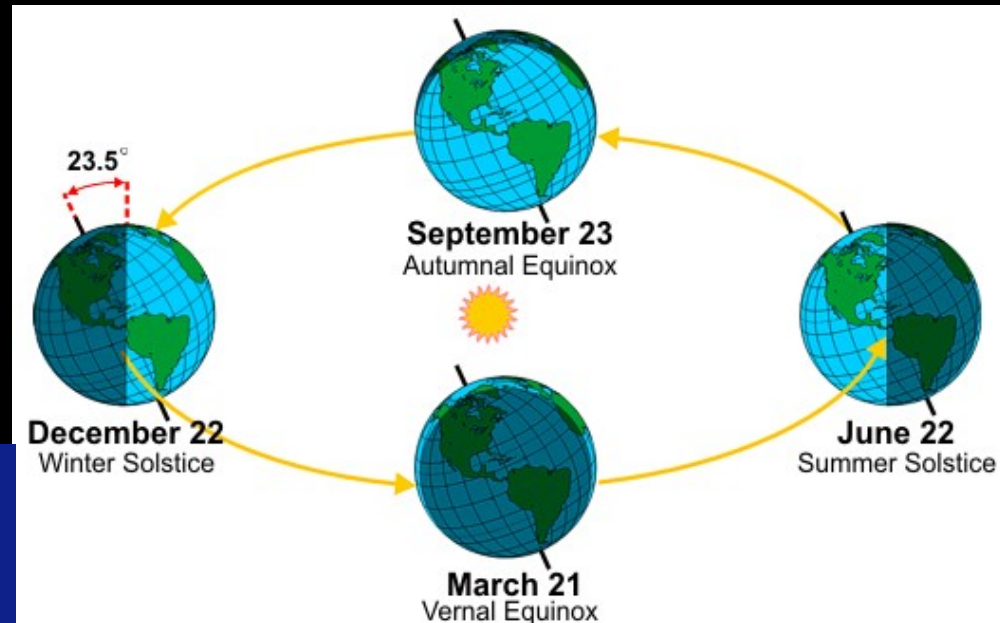 23.5°
September 23
Autumnal Equinox
December 22
Winter Solstice
June 22
Summer Solstice
March 21
Vernal Equinox